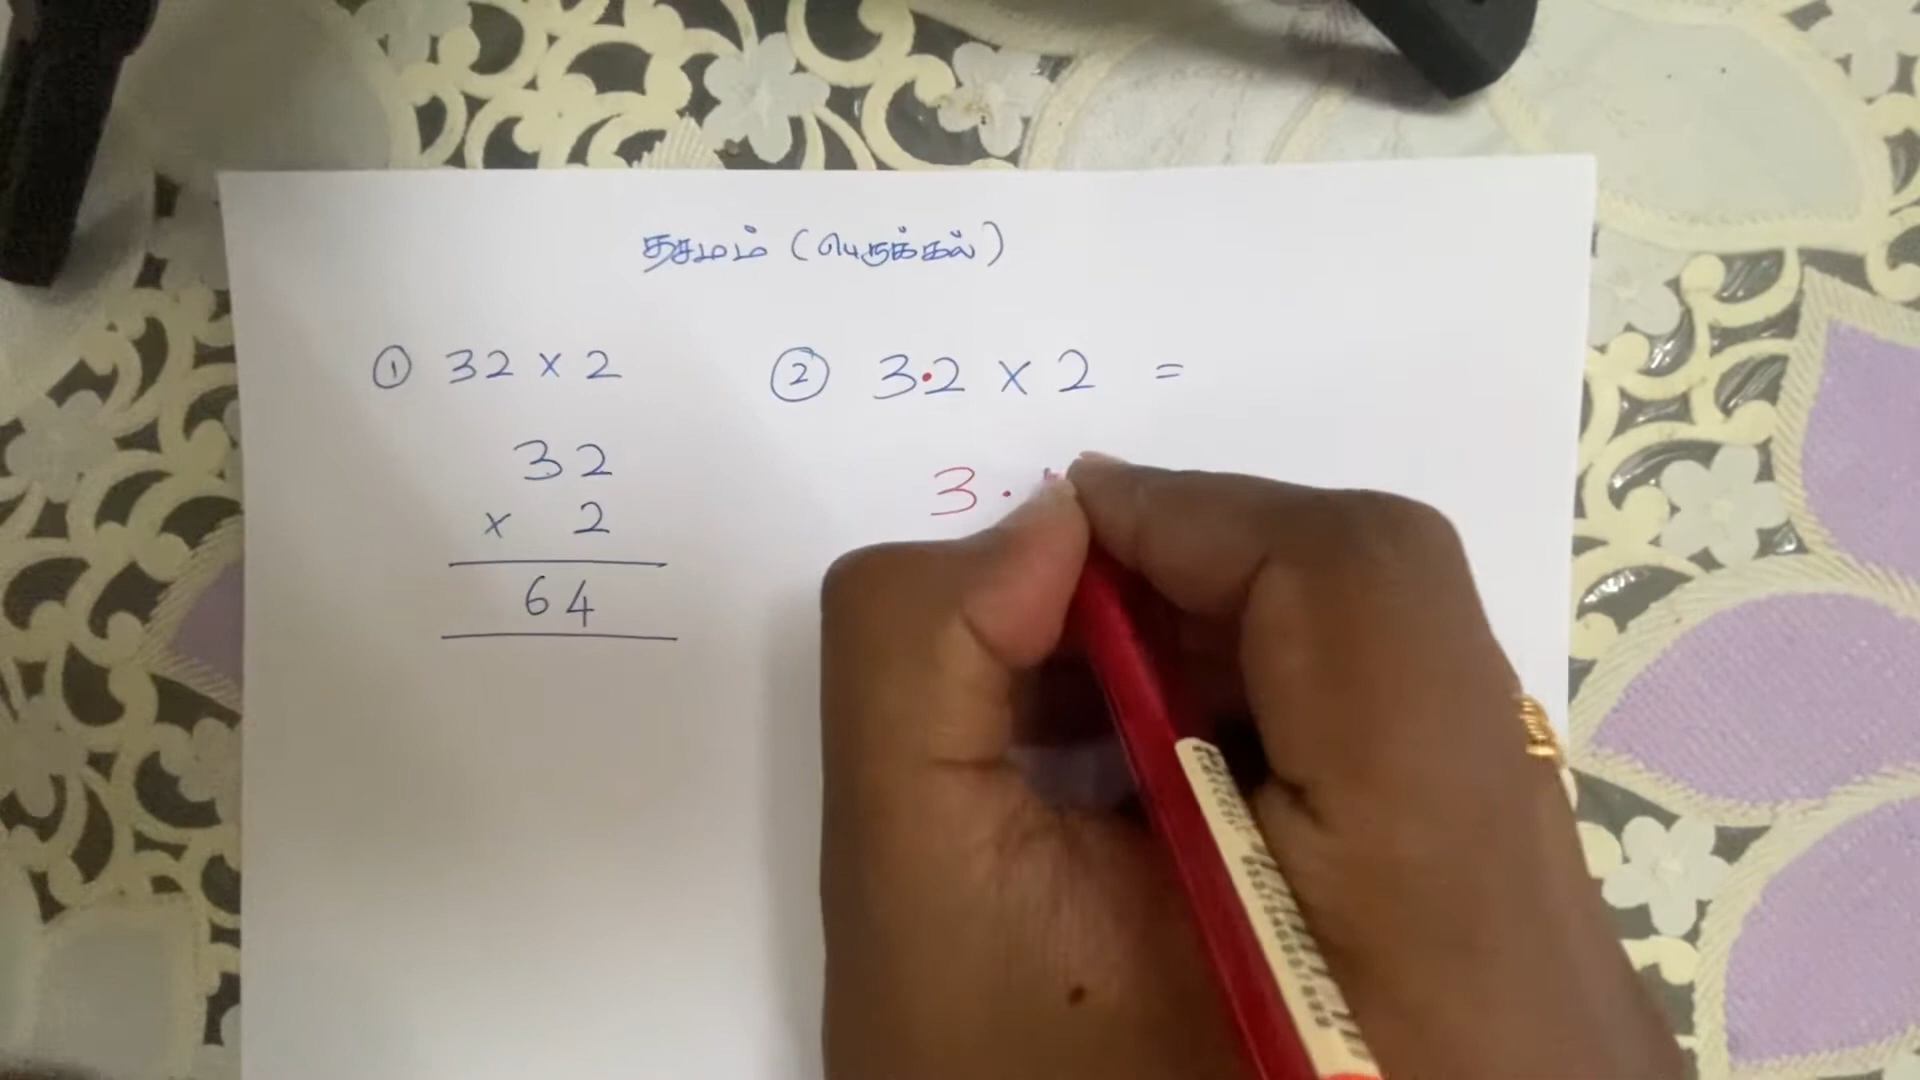 தசமம் (பெருக்கல்)
① 32 × 2
32
× 2
64
② 3.2 × 2 =
3.